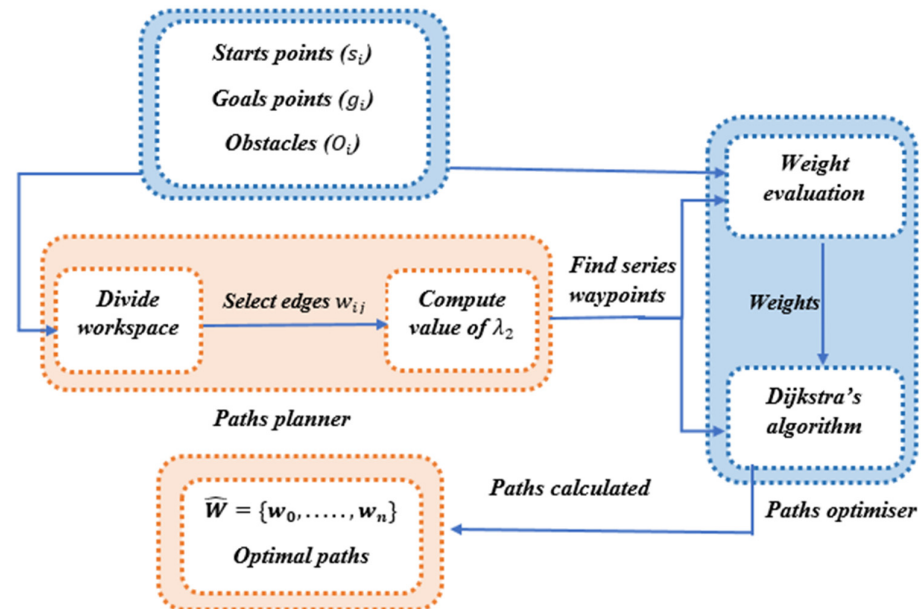 Starts points (sᵢ)
Goals points (gᵢ)
Obstacles (Oᵢ)
Weight
evaluation
Find series
waypoints
Divide
workspace
Select edges wᵢⱼ
Compute
value of λ₂
Weights
Paths planner
Dijkstra's
algorithm
Paths calculated
Paths optimiser
Ŵ = {w₀,.....,wₙ}
Optimal paths